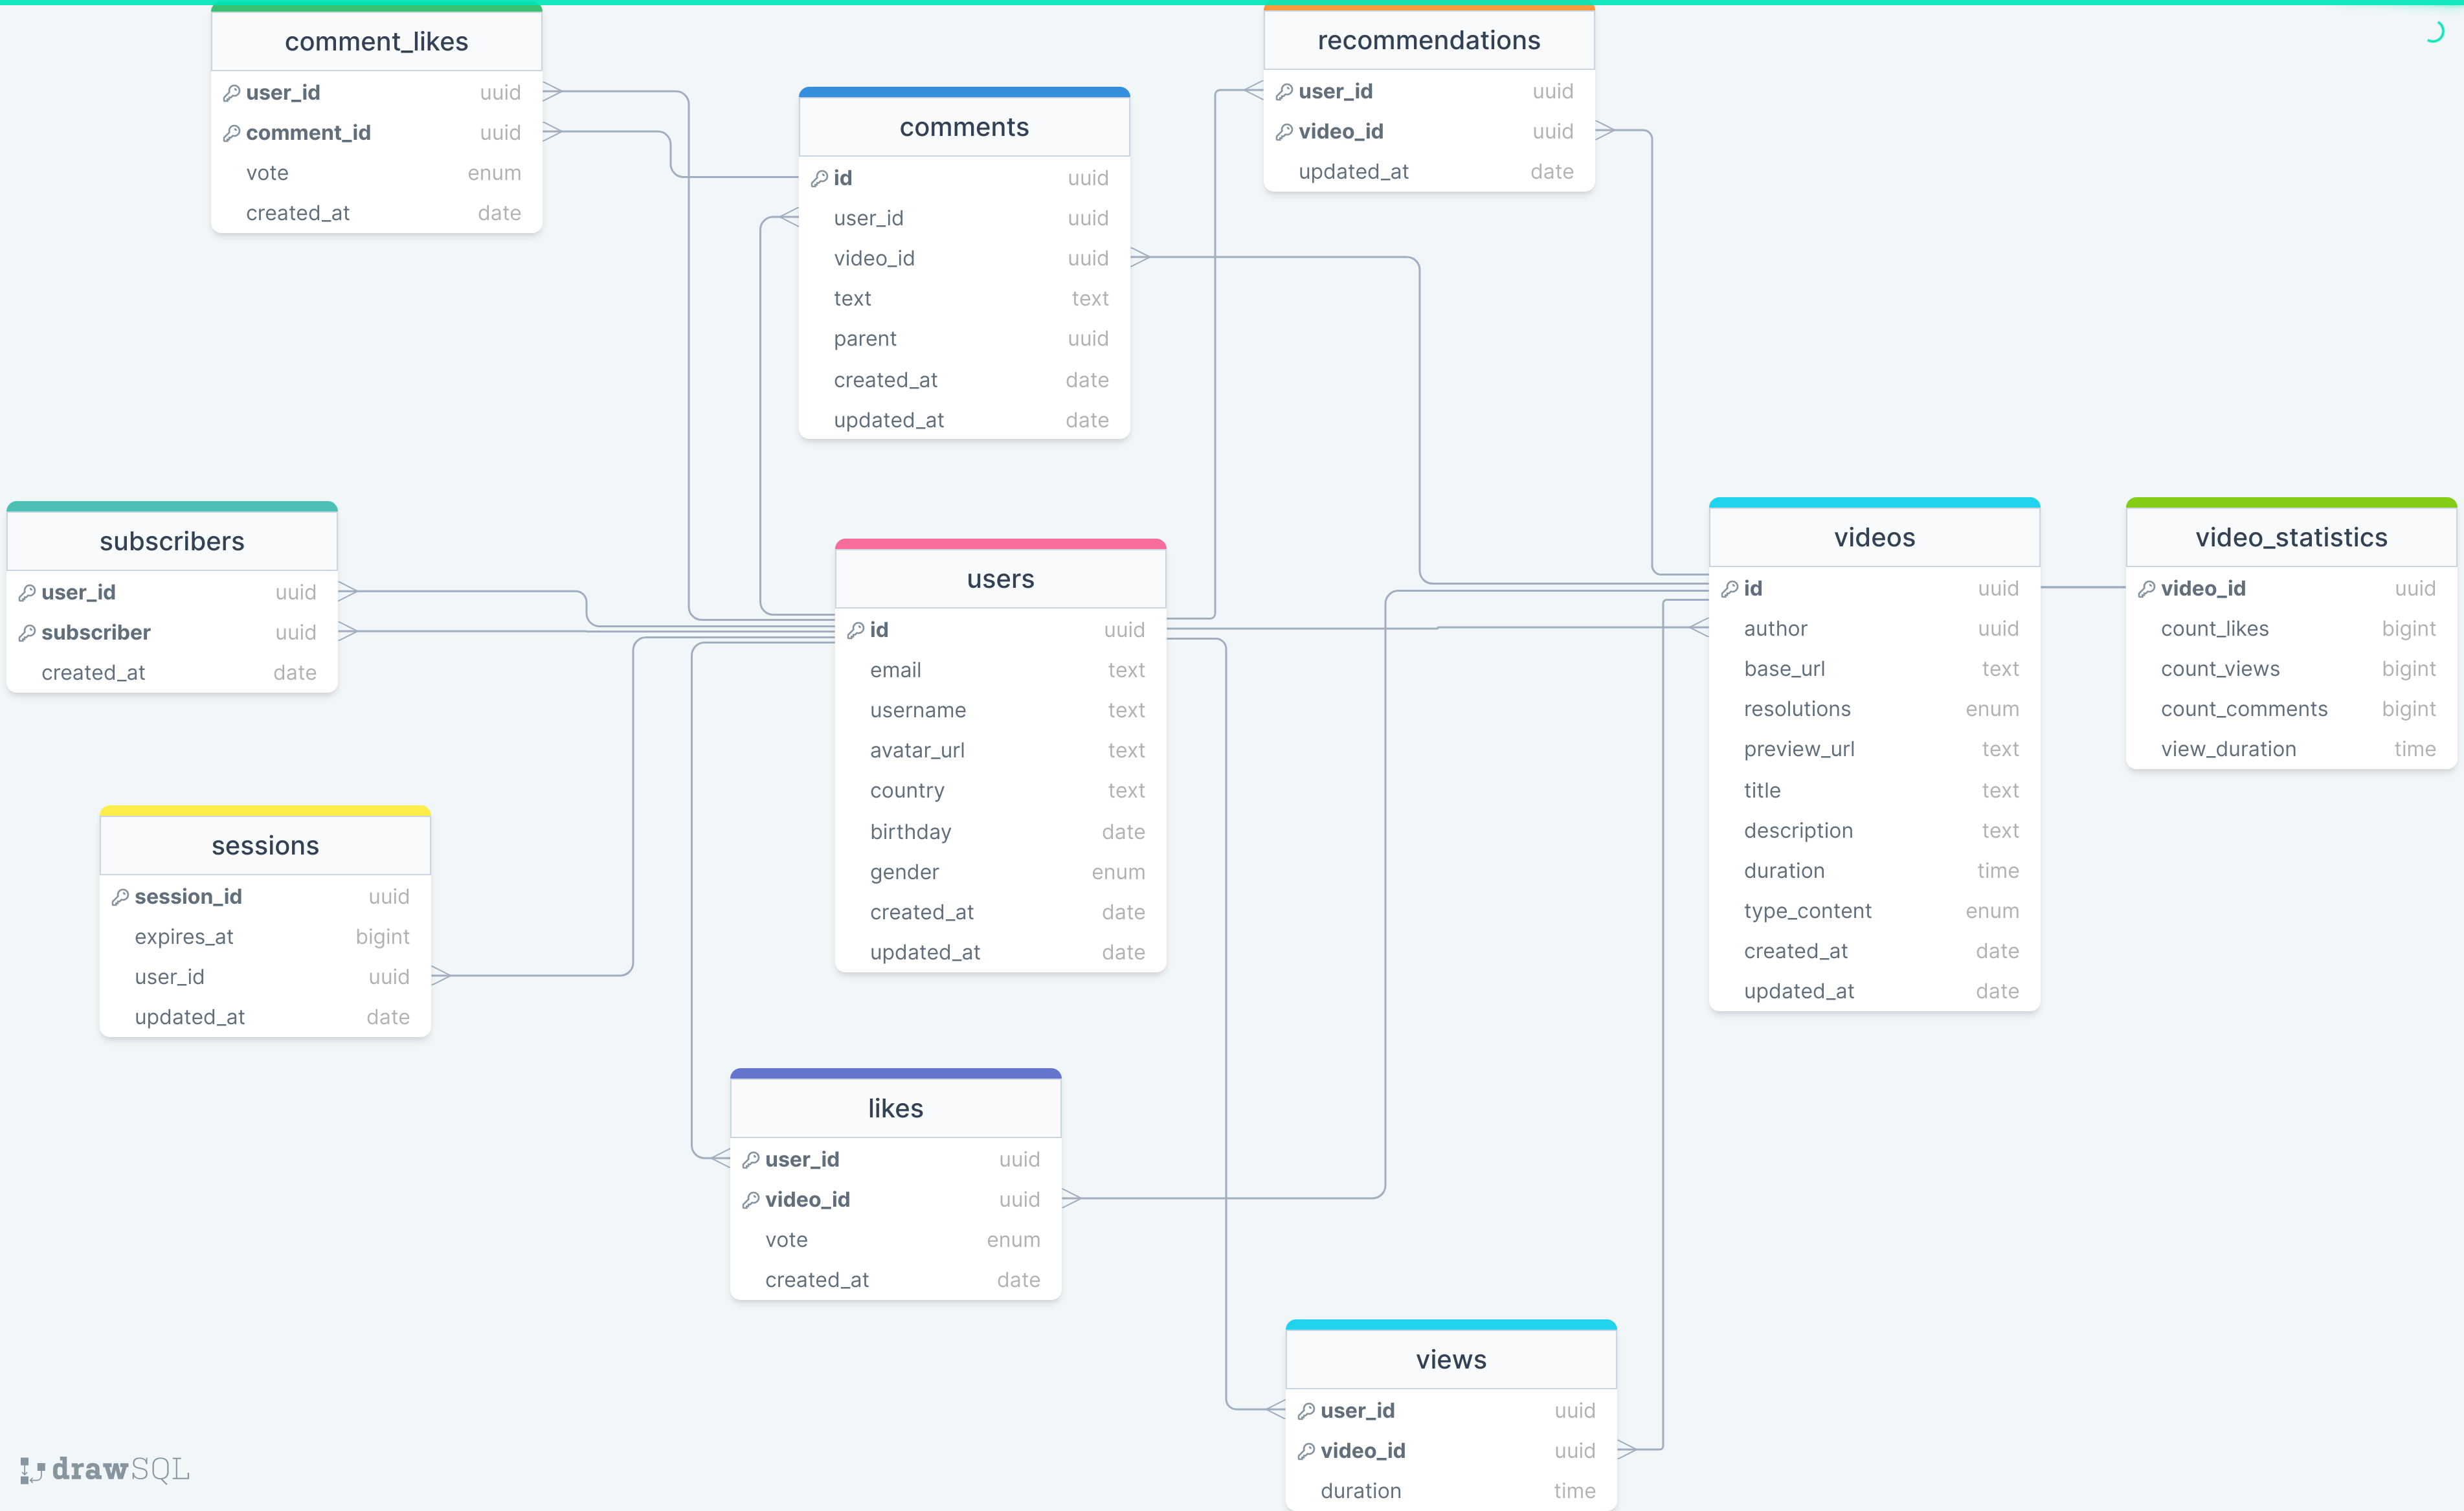 comment_likes
user_id uuid
comment_id uuid
vote enum
created_at date
comments
id uuid
user_id uuid
video_id uuid
text text
parent uuid
created_at date
updated_at date
recommendations
user_id uuid
video_id uuid
updated_at date
subscribers
user_id uuid
subscriber uuid
created_at date
users
id uuid
email text
username text
avatar_url text
country text
birthday date
gender enum
created_at date
updated_at date
videos
id uuid
author uuid
base_url text
resolutions enum
preview_url text
title text
description text
duration time
type_content enum
created_at date
updated_at date
video_statistics
video_id uuid
count_likes bigint
count_views bigint
count_comments bigint
view_duration time
sessions
session_id uuid
expires_at bigint
user_id uuid
updated_at date
likes
user_id uuid
video_id uuid
vote enum
created_at date
views
user_id uuid
video_id uuid
duration time
drawSQL